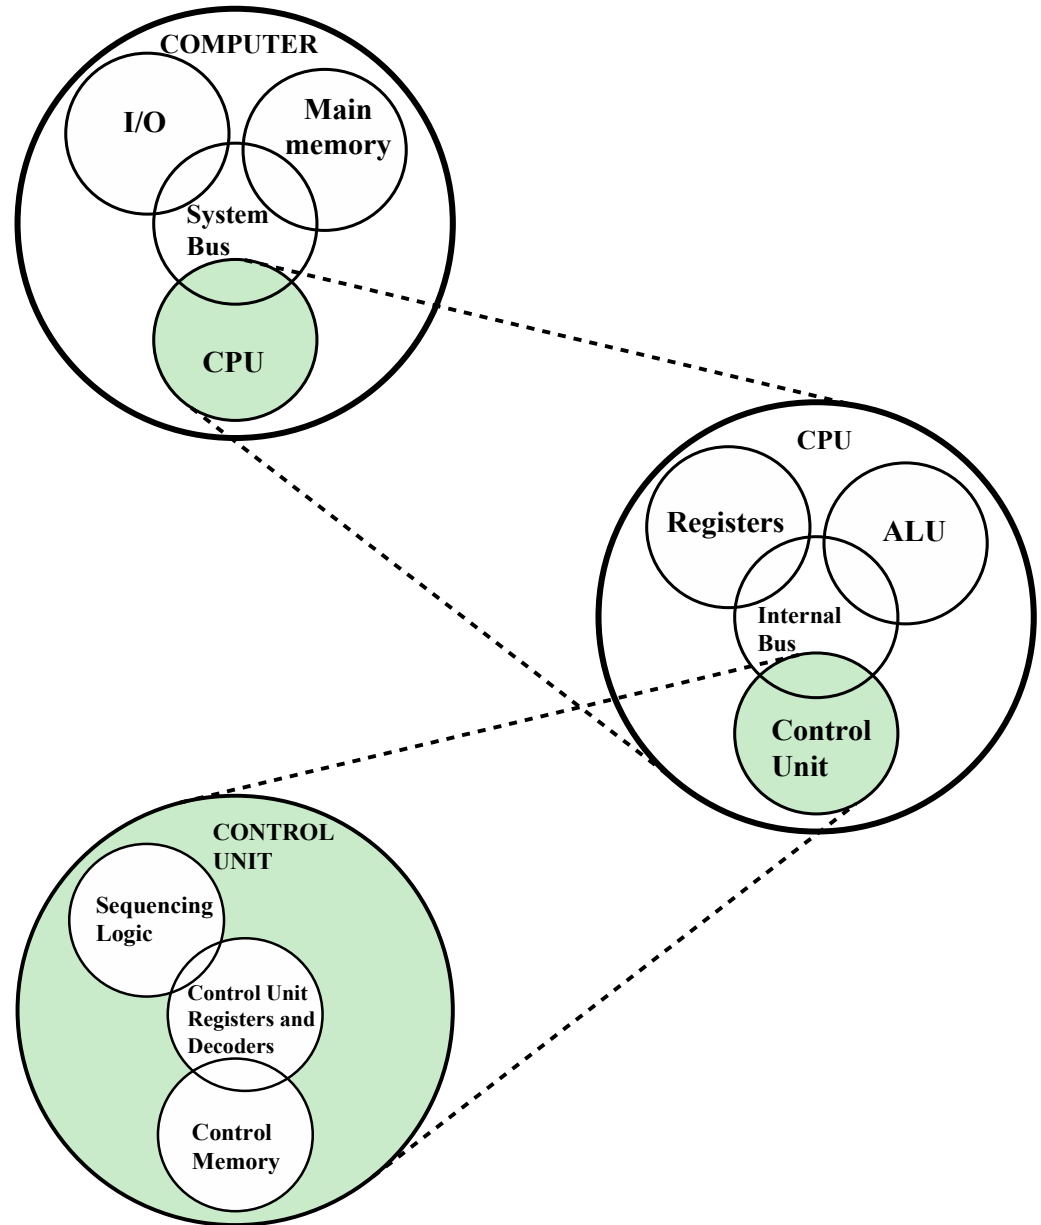 COMPUTER
I/O
Main
memory
System
Bus
CPU
CPU
Registers
ALU
Internal
Bus
Control
Unit
CONTROL
UNIT
Sequencing
Logic
Control Unit
Registers and
Decoders
Control
Memory